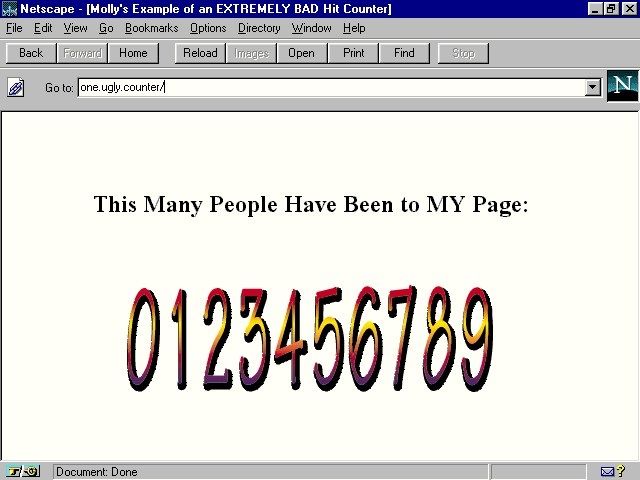 Netscape - [Molly's Example of an EXTREMELY BAD Hit Counter]
File Edit View Go Bookmarks Options Directory Window Help
Back Forward Home Reload Images Open Print Find Stop
Go to: one.ugly.counter/
N
This Many People Have Been to MY Page:
0123456789
Document: Done
?